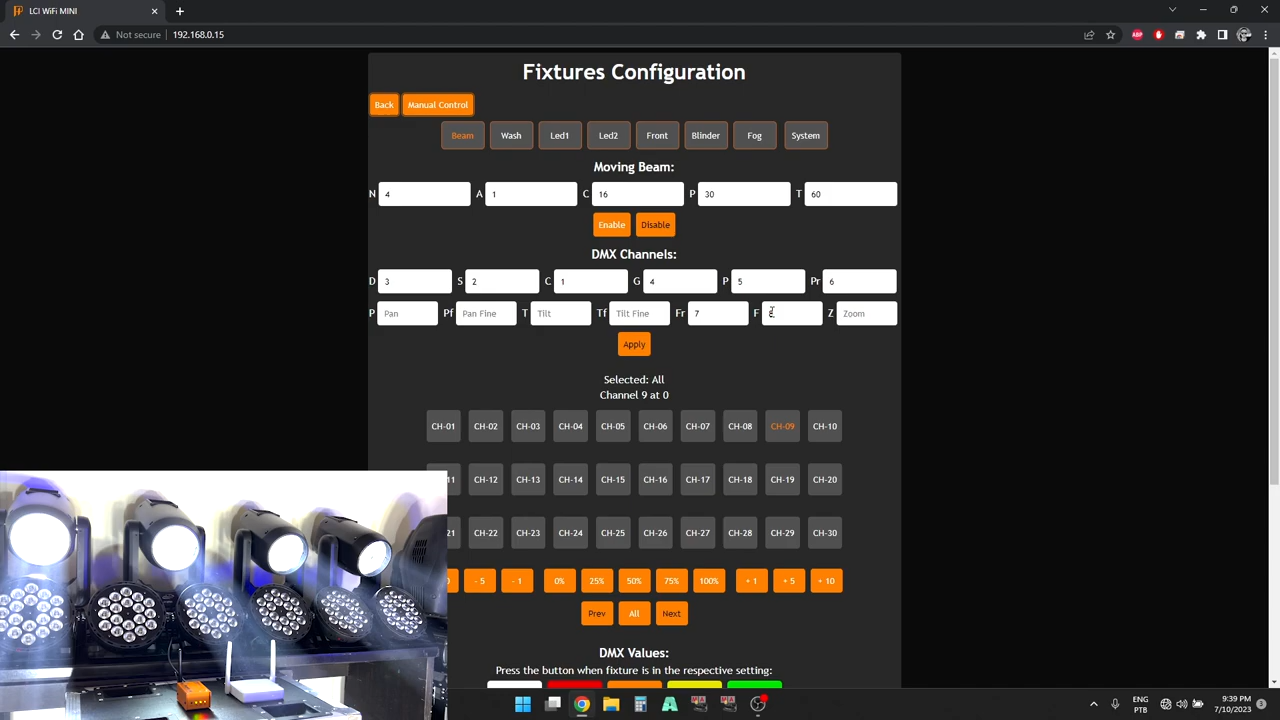 LCI WiFi MINI
Not secure 192.168.0.15
Fixtures Configuration
Back Manual Control
Beam Wash Led1 Led2 Front Blinder Fog System
Moving Beam:
N 4 A 1 C 16 P 30 T 60
Enable Disable
DMX Channels:
D 3 S 2 C 1 G 4 P 5 Pr 6
P Pan Pf Pan Fine T Tilt Tf Tilt Fine Fr 7 F Z Zoom
Apply
Selected: All
Channel 9 at 0
CH-01 CH-02 CH-03 CH-04 CH-05 CH-06 CH-07 CH-08 CH-09 CH-10
11 CH-12 CH-13 CH-14 CH-15 CH-16 CH-17 CH-18 CH-19 CH-20
21 CH-22 CH-23 CH-24 CH-25 CH-26 CH-27 CH-28 CH-29 CH-30
0 - 5 - 1 0% 25% 50% 75% 100% + 1 + 5 + 10
Prev All Next
DMX Values:
Press the button when fixture is in the respective setting:
ENG
PTB
9:39 PM
7/10/2023